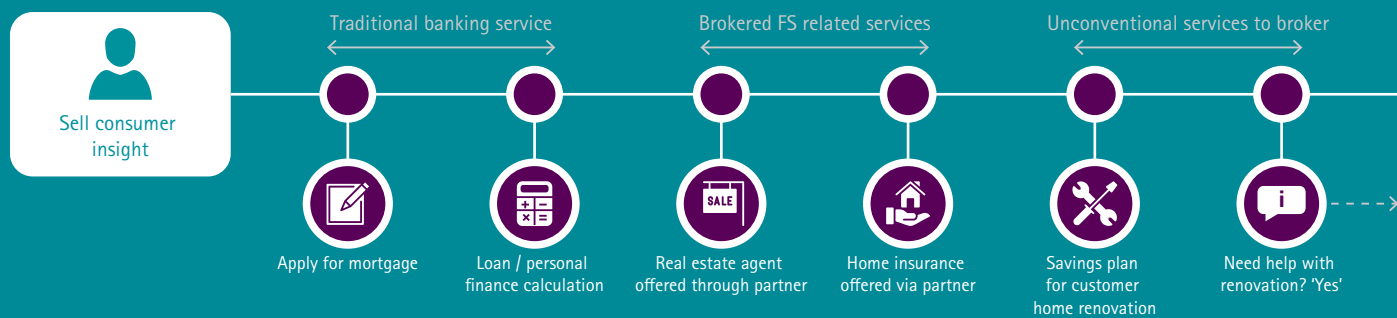 Traditional banking service
Brokered FS related services
Unconventional services to broker
Sell consumer
insight
SALE
i
Apply for mortgage
Loan / personal
finance calculation
Real estate agent
offered through partner
Home insurance
offered via partner
Savings plan
for customer
home renovation
Need help with
renovation? 'Yes'